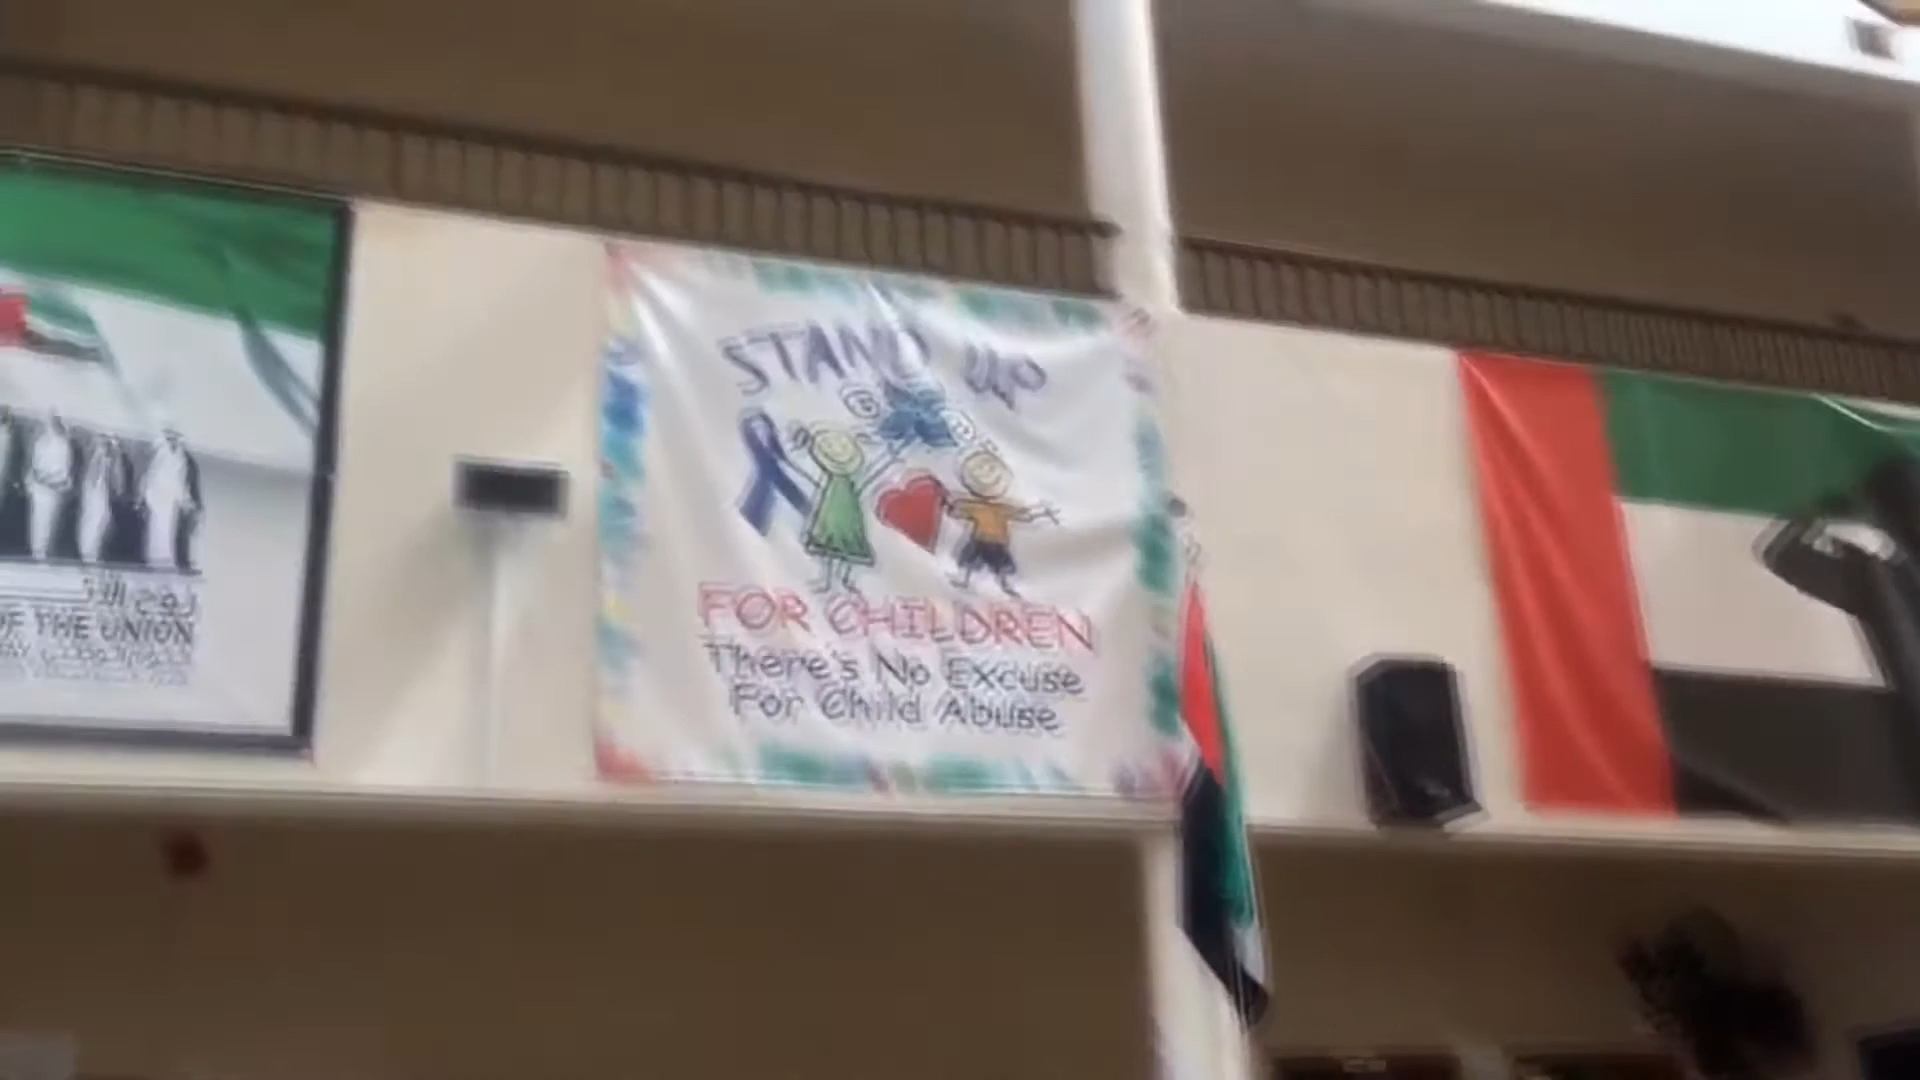 OF THE UNION
STAND UP
FOR CHILDREN
There's No Excuse
For Child Abuse